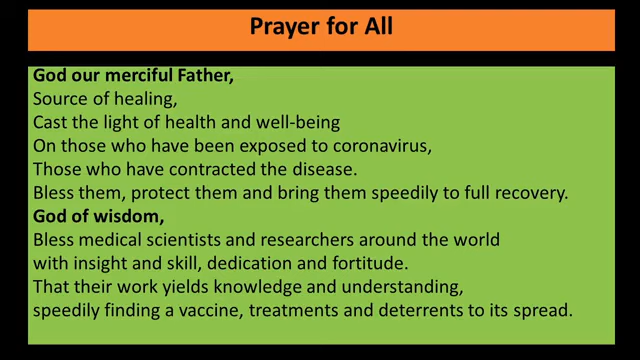 Prayer for All
God our merciful Father,
Source of healing,
Cast the light of health and well-being
On those who have been exposed to coronavirus,
Those who have contracted the disease.
Bless them, protect them and bring them speedily to full recovery.
God of wisdom,
Bless medical scientists and researchers around the world
with insight and skill, dedication and fortitude.
That their work yields knowledge and understanding,
speedily finding a vaccine, treatments and deterrents to its spread.